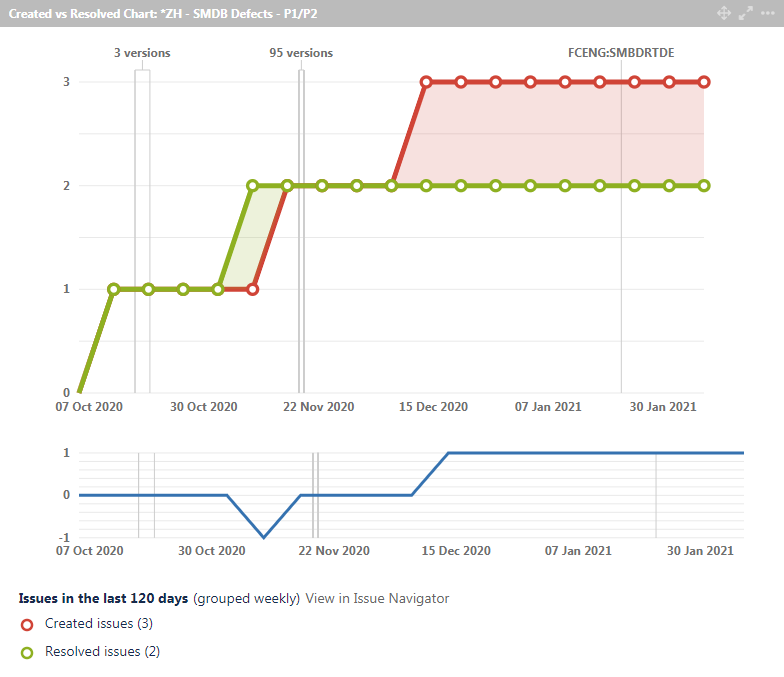 Created vs Resolved Chart: *ZH - SMDB Defects - P1/P2
3 versions 95 versions FCENG:SMBDRTDE
3
2
1
0
07 Oct 2020 30 Oct 2020 22 Nov 2020 15 Dec 2020 07 Jan 2021 30 Jan 2021
1
0
-1
07 Oct 2020 30 Oct 2020 22 Nov 2020 15 Dec 2020 07 Jan 2021 30 Jan 2021
Issues in the last 120 days (grouped weekly) View in Issue Navigator
Created issues (3)
Resolved issues (2)